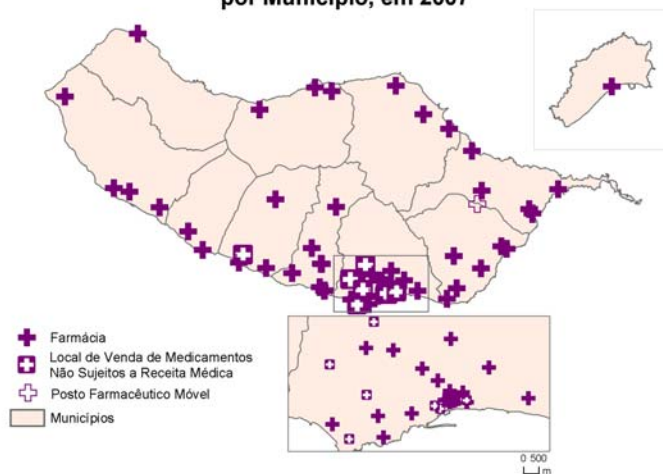 por Município, em 2007
Farmácia
Local de Venda de Medicamentos
Não Sujeitos a Receita Médica
Posto Farmacêutico Móvel
Municípios
0 500
m